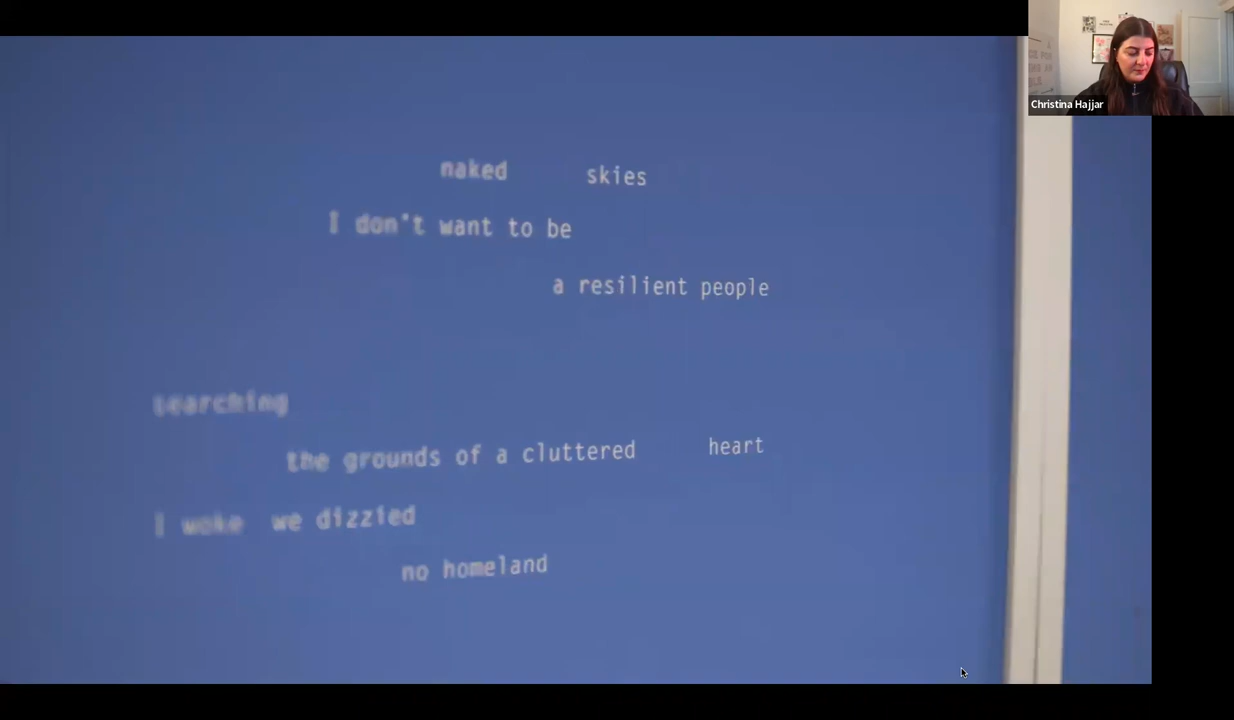 naked skies
I don't want to be
a resilient people
searching
the grounds of a cluttered heart
I woke we dizzied
no homeland
Christina Hajjar